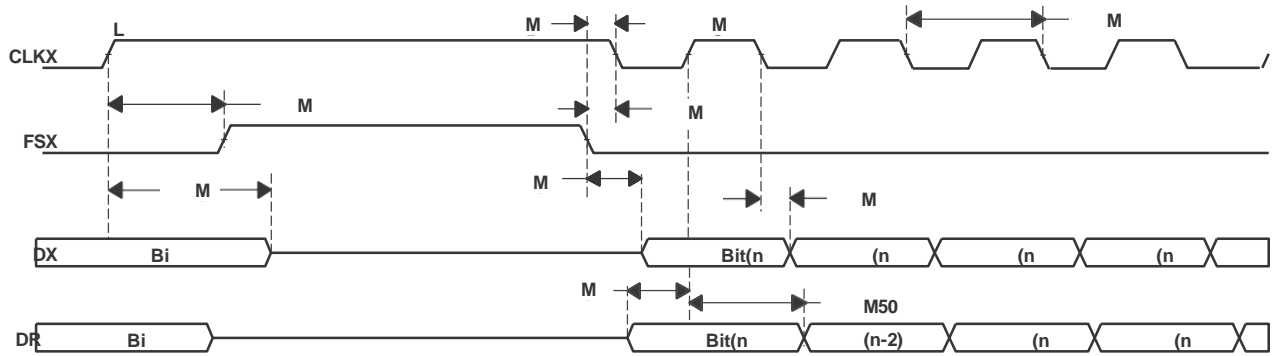 L M M M
CLKX
M M
FSX
M M M
DX Bi Bit(n (n (n (n
M M50
DR Bi Bit(n (n-2) (n (n